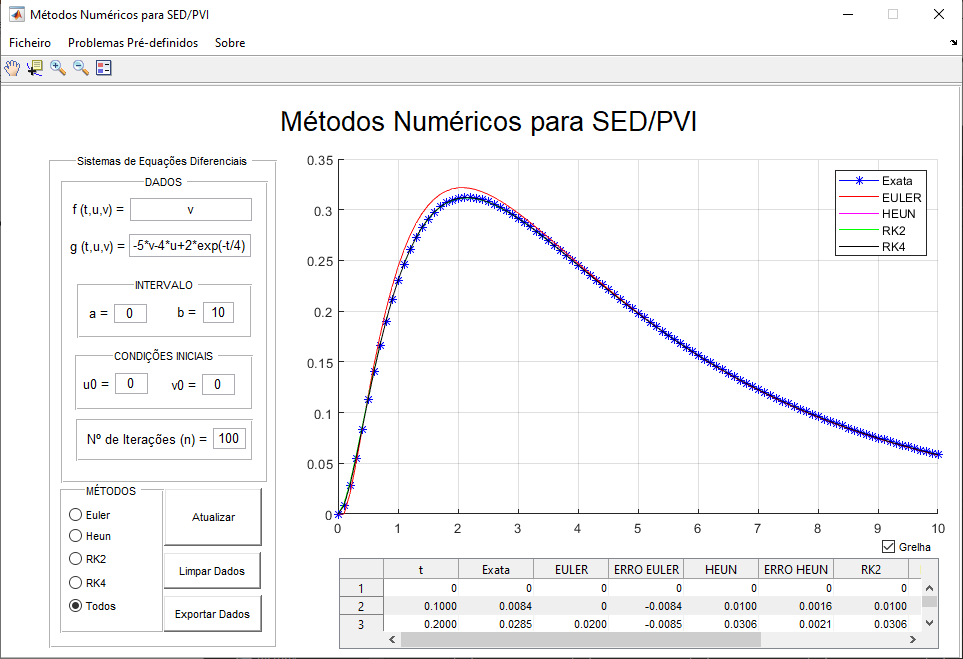 Métodos Numéricos para SED/PVI
Ficheiro Problemas Pré-definidos Sobre
Métodos Numéricos para SED/PVI
Sistemas de Equações Diferenciais
DADOS
f (t,u,v) = v
g (t,u,v) = -5*v-4*u+2*exp(-t/4)
INTERVALO
a = 0 b = 10
CONDIÇÕES INICIAIS
u0 = 0 v0 = 0
Nº de Iterações (n) = 100
MÉTODOS
Euler
Heun
RK2
RK4
Todos
Atualizar
Limpar Dados
Exportar Dados
0.35
0.3
0.25
0.2
0.15
0.1
0.05
0
0 1 2 3 4 5 6 7 8 9 10
Exata
EULER
HEUN
RK2
RK4
Grelha
t Exata EULER ERRO EULER HEUN ERRO HEUN RK2
1 0 0 0 0 0 0 0
2 0.1000 0.0084 0 -0.0084 0.0100 0.0016 0.0100
3 0.2000 0.0285 0.0200 -0.0085 0.0306 0.0021 0.0306